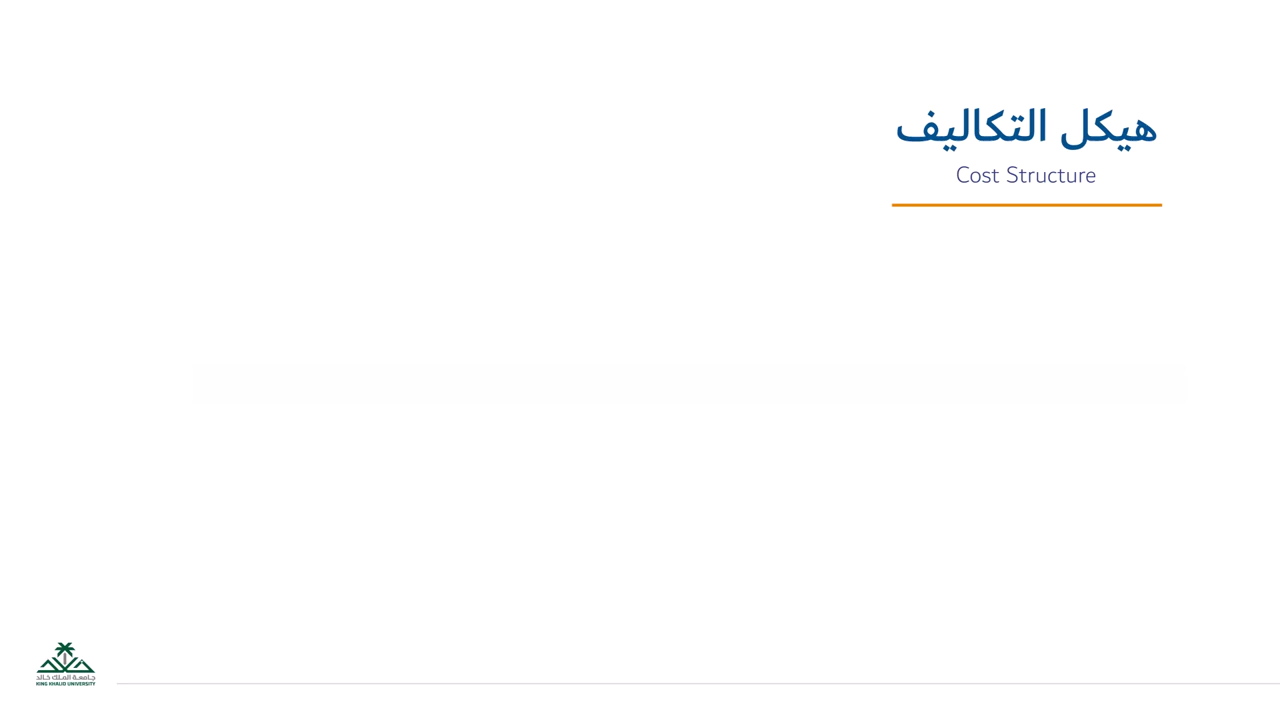 هيكل التكاليف
Cost Structure
جامعة الملك خالد
KING KHALID UNIVERSITY